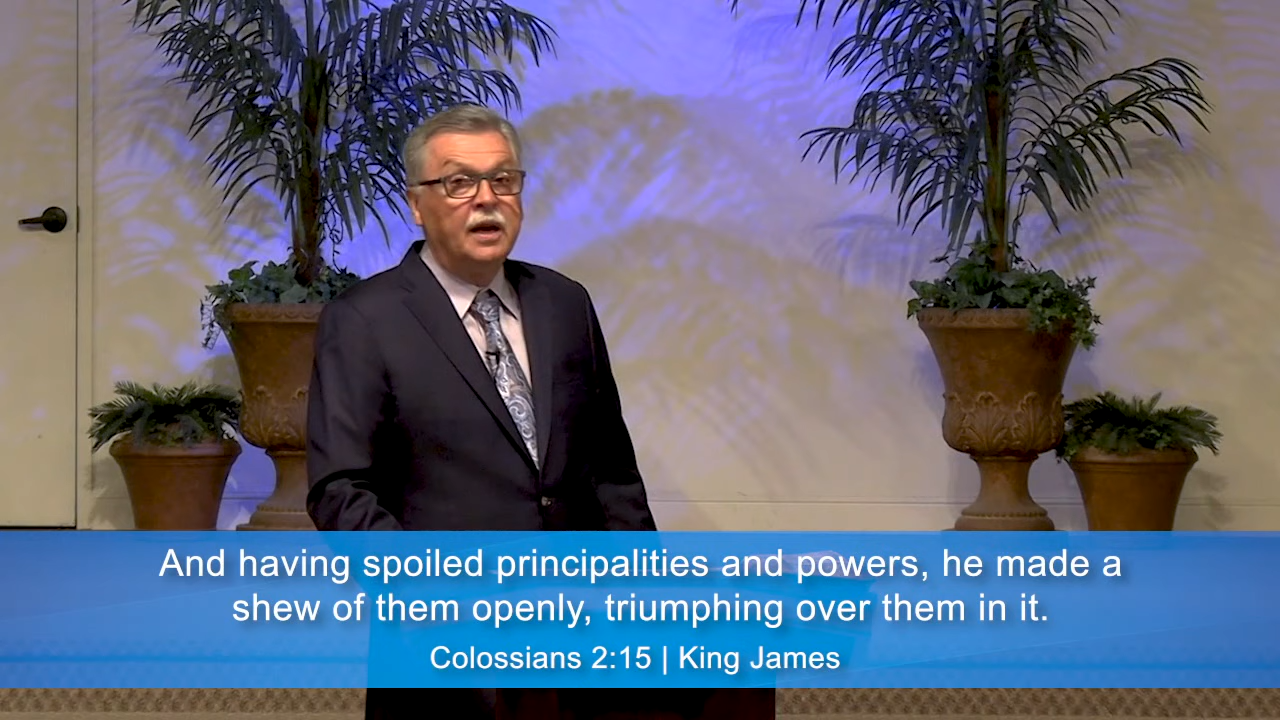 And having spoiled principalities and powers, he made a
shew of them openly, triumphing over them in it.
Colossians 2:15 | King James